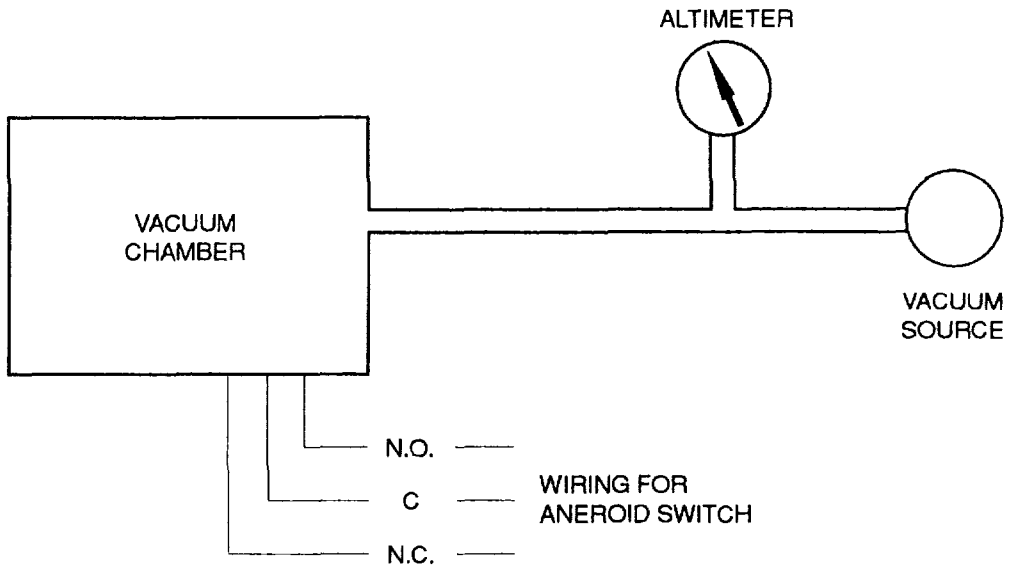 ALTIMETER
VACUUM
CHAMBER
VACUUM
SOURCE
N.O.
C
N.C.
WIRING FOR
ANEROID SWITCH